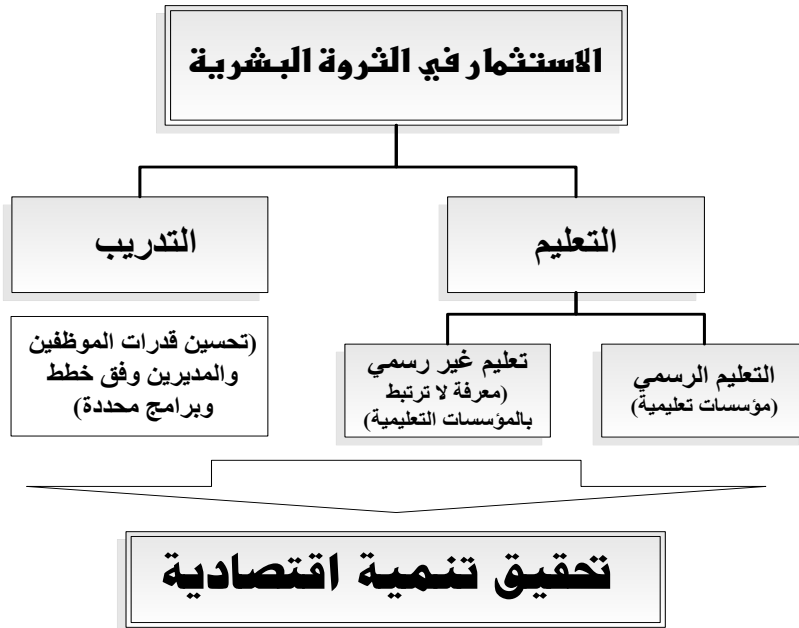 الاستثمار في الثروة البشرية
التعليم
التدريب
التعليم الرسمي
(مؤسسات تعليمية)
تعليم غير رسمي
(معرفة لا ترتبط
بالمؤسسات التعليمية)
(تحسين قدرات الموظفين
والمديرين وفق خطط
وبرامج محددة)
تحقيق تنمية اقتصادية